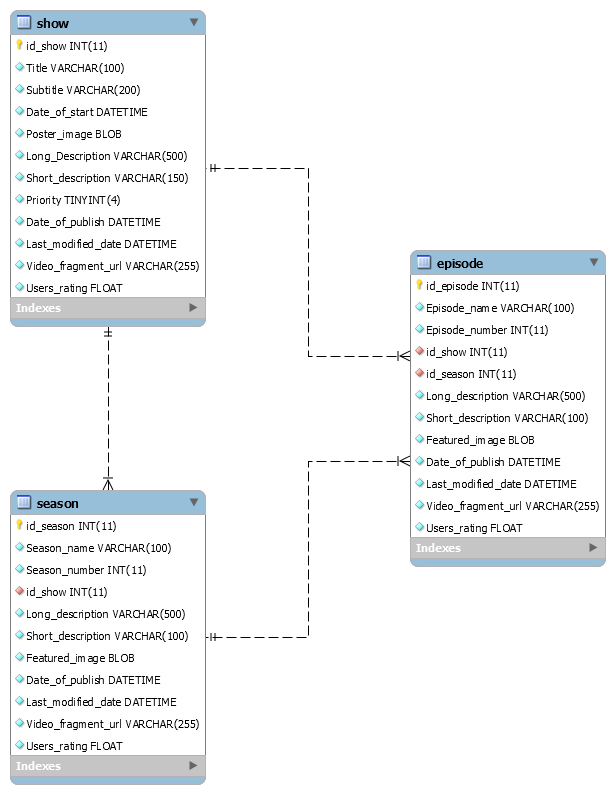 show
id_show INT(11)
Title VARCHAR(100)
Subtitle VARCHAR(200)
Date_of_start DATETIME
Poster_image BLOB
Long_Description VARCHAR(500)
Short_description VARCHAR(150)
Priority TINYINT(4)
Date_of_publish DATETIME
Last_modified_date DATETIME
Video_fragment_url VARCHAR(255)
Users_rating FLOAT
Indexes
season
id_season INT(11)
Season_name VARCHAR(100)
Season_number INT(11)
id_show INT(11)
Long_description VARCHAR(500)
Short_description VARCHAR(100)
Featured_image BLOB
Date_of_publish DATETIME
Last_modified_date DATETIME
Video_fragment_url VARCHAR(255)
Users_rating FLOAT
Indexes
episode
id_episode INT(11)
Episode_name VARCHAR(100)
Episode_number INT(11)
id_show INT(11)
id_season INT(11)
Long_description VARCHAR(500)
Short_description VARCHAR(100)
Featured_image BLOB
Date_of_publish DATETIME
Last_modified_date DATETIME
Video_fragment_url VARCHAR(255)
Users_rating FLOAT
Indexes